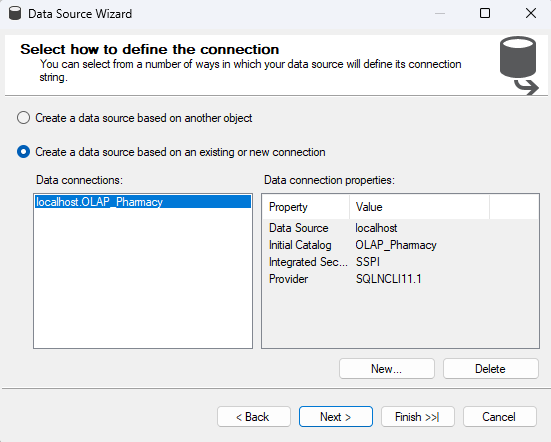 Data Source Wizard
Select how to define the connection
You can select from a number of ways in which your data source will define its connection
string.
Create a data source based on another object
Create a data source based on an existing or new connection
Data connections:
localhost.OLAP_Pharmacy
Data connection properties:
Property Value
Data Source localhost
Initial Catalog OLAP_Pharmacy
Integrated Sec... SSPI
Provider SQLNCLI11.1
New... Delete
< Back Next > Finish >>| Cancel